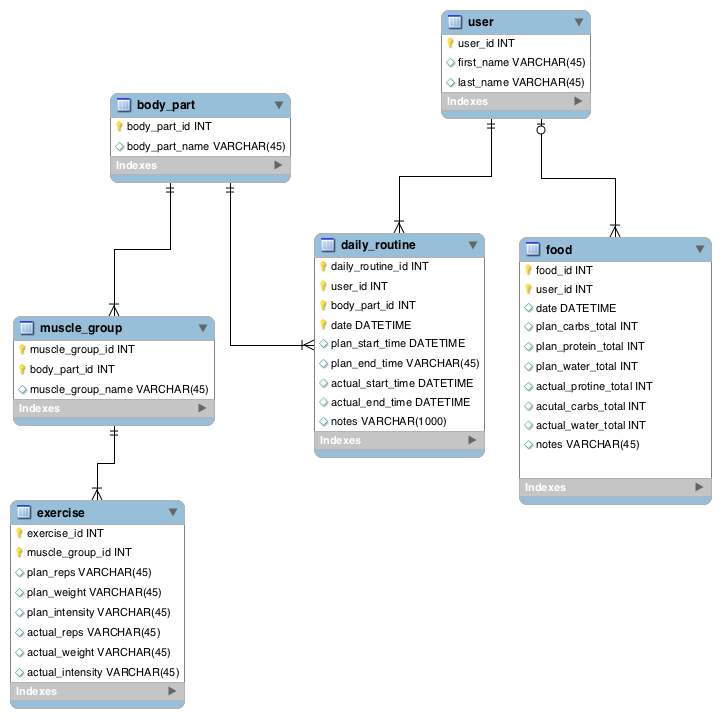 user
user_id INT
first_name VARCHAR(45)
last_name VARCHAR(45)
Indexes
body_part
body_part_id INT
body_part_name VARCHAR(45)
Indexes
daily_routine
daily_routine_id INT
user_id INT
body_part_id INT
date DATETIME
plan_start_time DATETIME
plan_end_time VARCHAR(45)
actual_start_time DATETIME
actual_end_time DATETIME
notes VARCHAR(1000)
Indexes
food
food_id INT
user_id INT
date DATETIME
plan_carbs_total INT
plan_protein_total INT
plan_water_total INT
actual_protine_total INT
acutal_carbs_total INT
actual_water_total INT
notes VARCHAR(45)
Indexes
muscle_group
muscle_group_id INT
body_part_id INT
muscle_group_name VARCHAR(45)
Indexes
exercise
exercise_id INT
muscle_group_id INT
plan_reps VARCHAR(45)
plan_weight VARCHAR(45)
plan_intensity VARCHAR(45)
actual_reps VARCHAR(45)
actual_weight VARCHAR(45)
actual_intensity VARCHAR(45)
Indexes